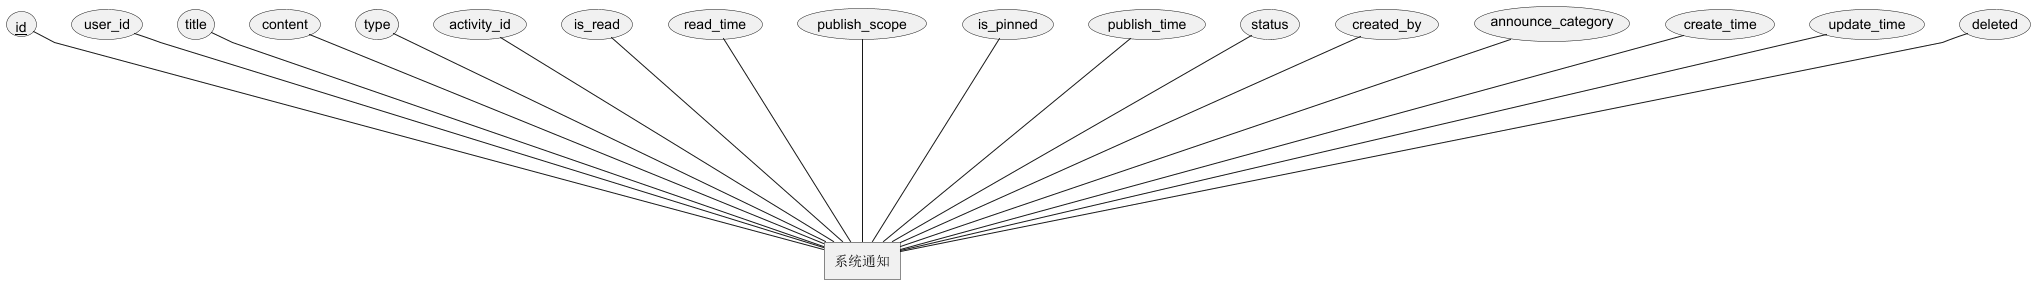 id
user_id
title
content
type
activity_id
is_read
read_time
publish_scope
is_pinned
publish_time
status
created_by
announce_category
create_time
update_time
deleted
系统通知